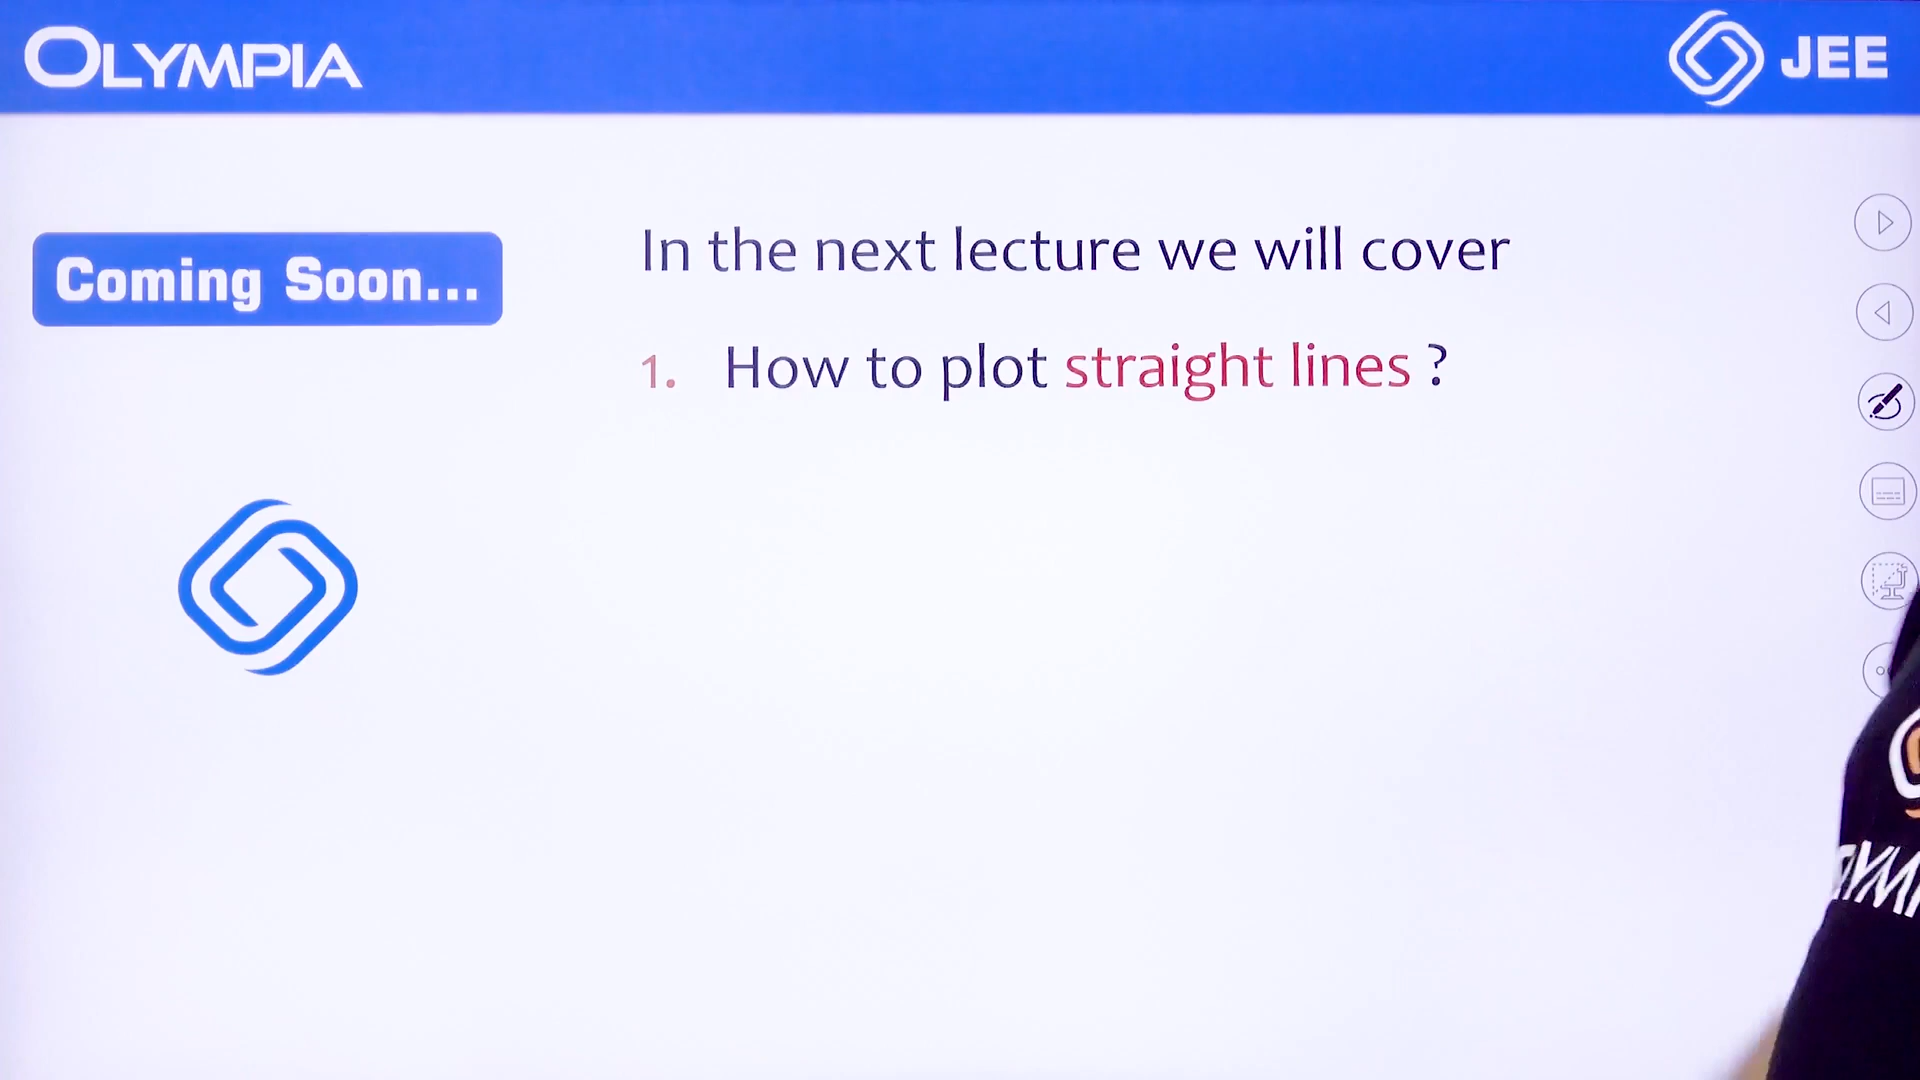 OLYMPIA
JEE
Coming Soon...
In the next lecture we will cover
1. How to plot straight lines ?